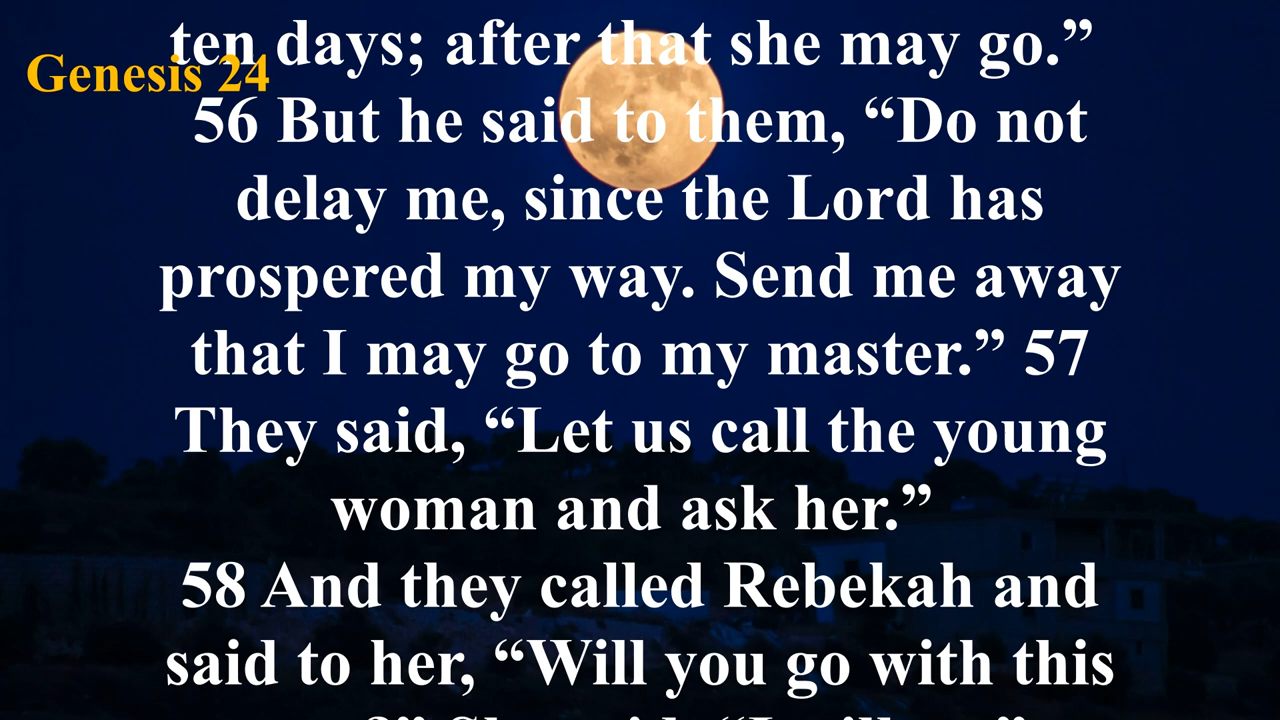 ten days; after that she may go.”
Genesis 24
56 But he said to them, “Do not
delay me, since the Lord has
prospered my way. Send me away
that I may go to my master.” 57
They said, “Let us call the young
woman and ask her.”
58 And they called Rebekah and
said to her, “Will you go with this